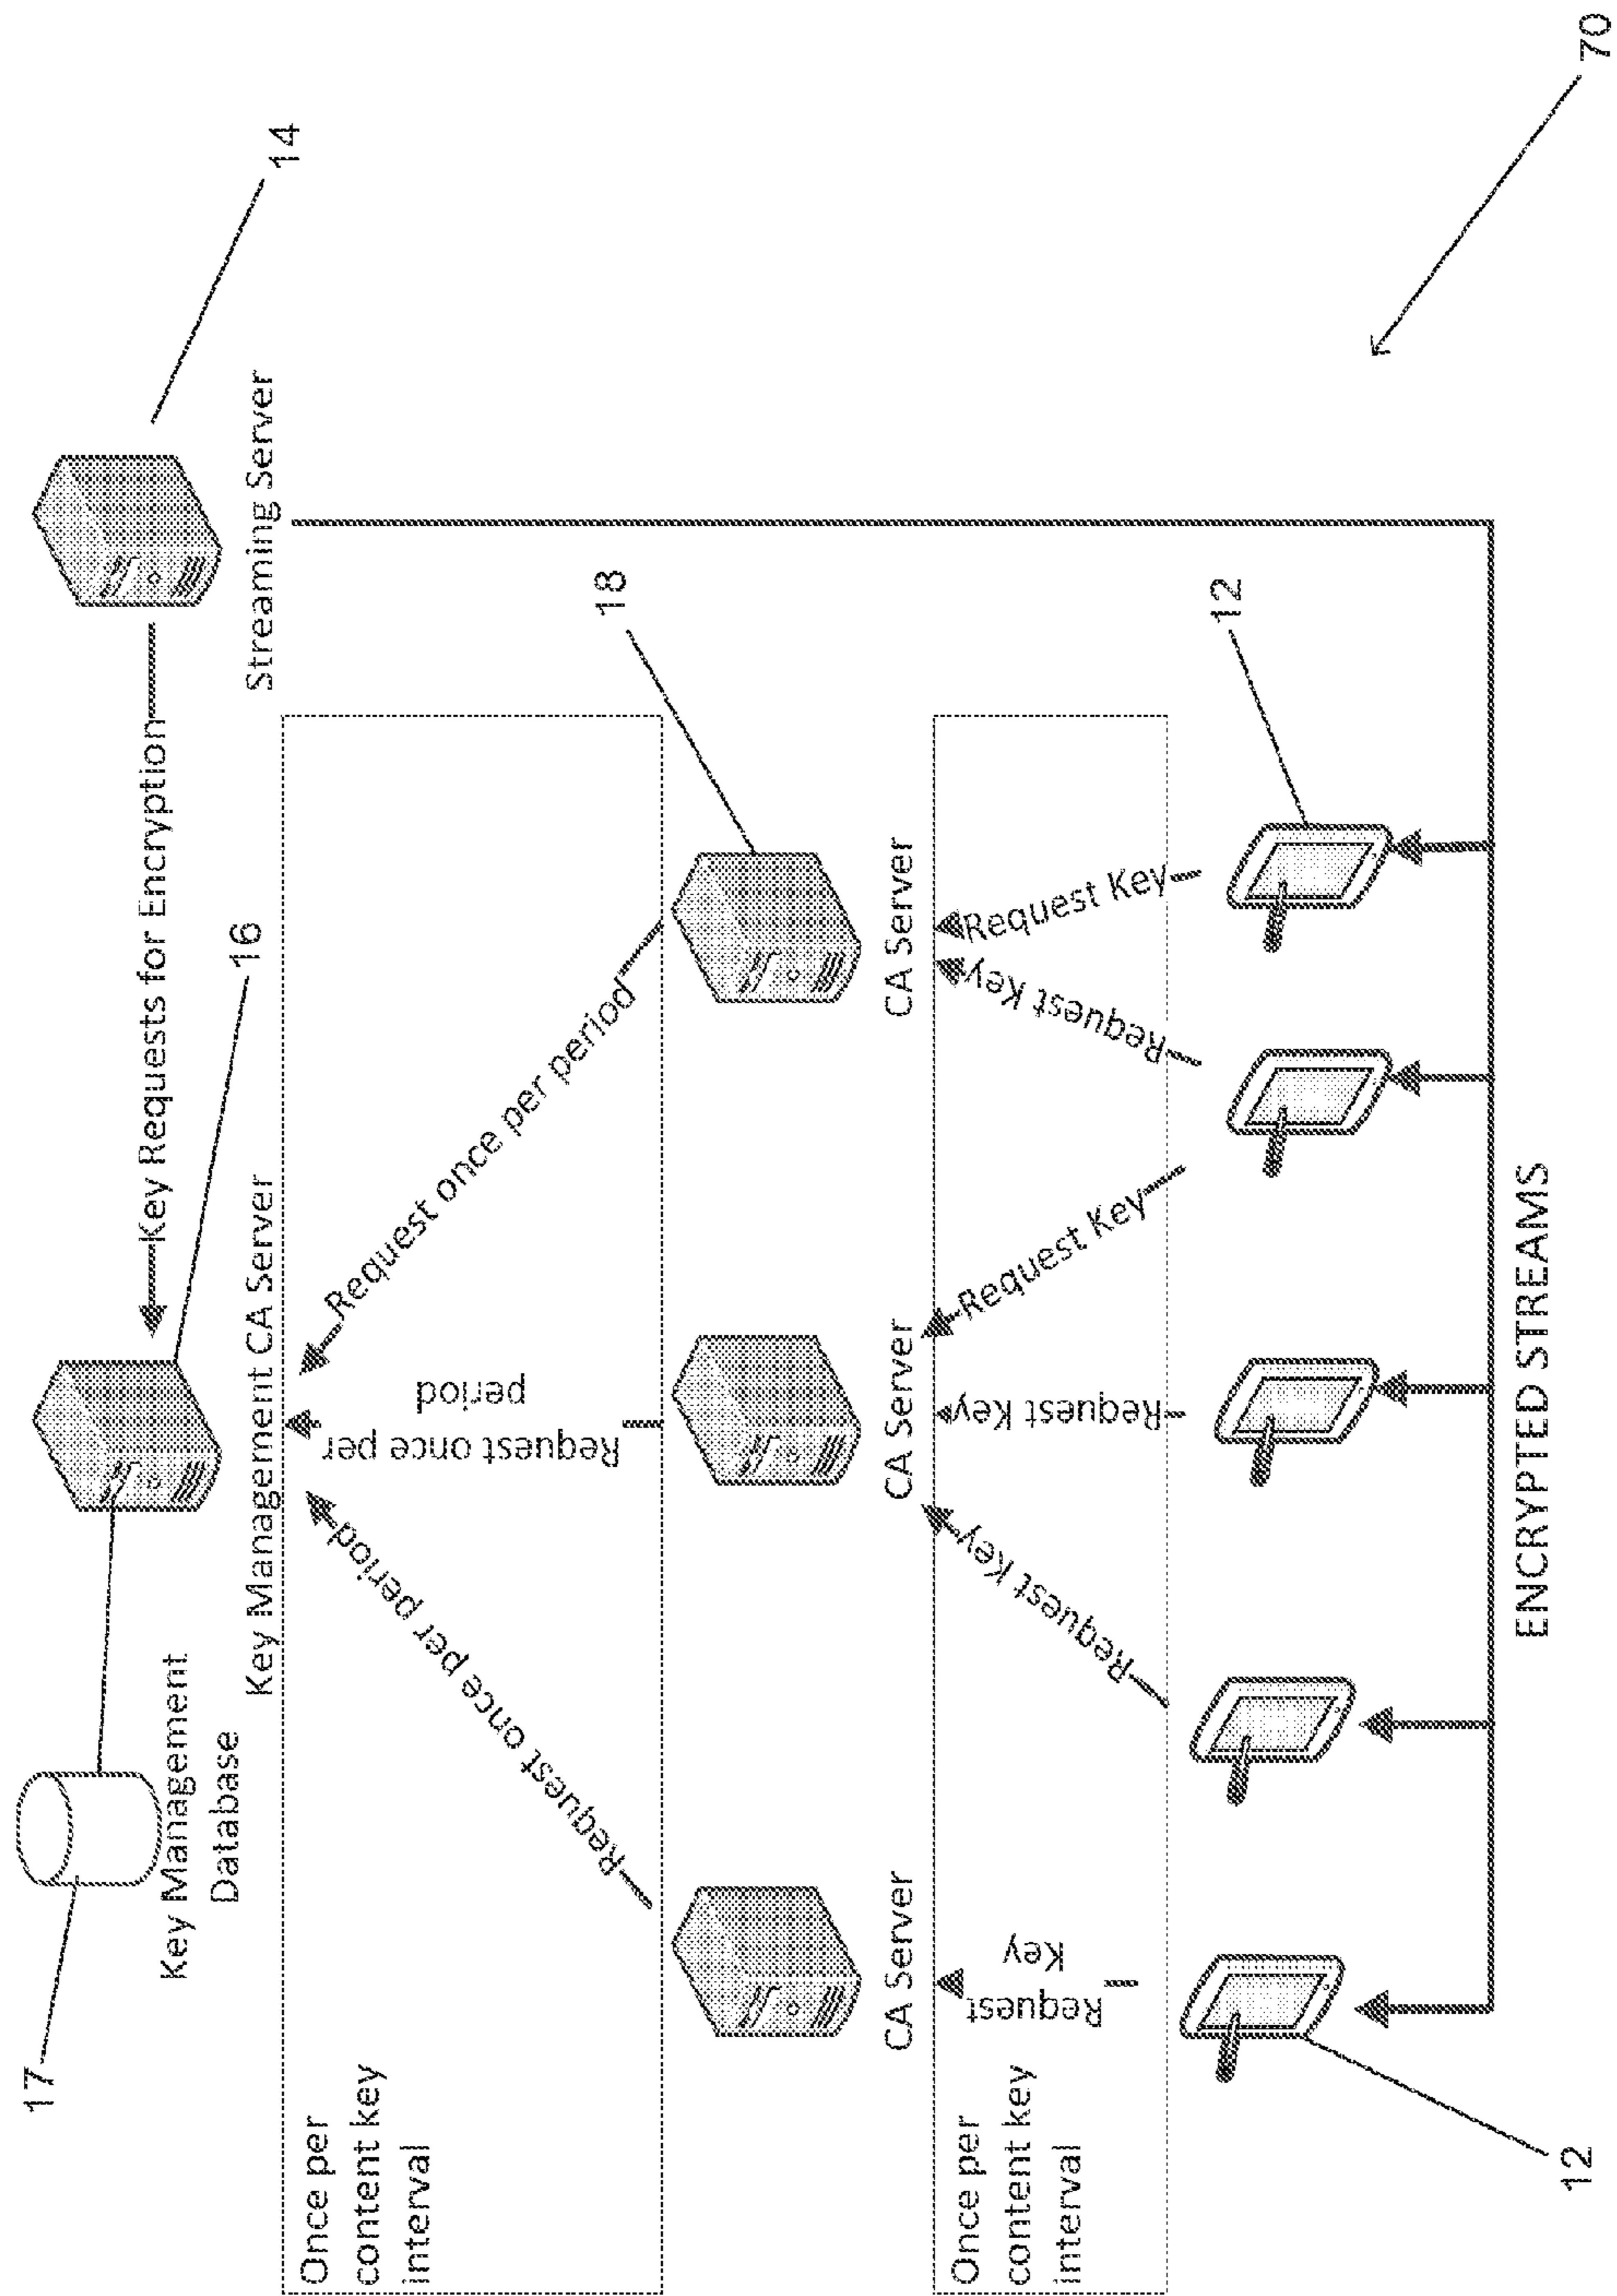 17
Key Management
Database
16
Key Requests for Encryption
14
Key Management CA Server
Streaming Server
Once per
content key
interval
Request once per period
Request once per
period
Request once per period
18
CA Server
CA Server
CA Server
Once per
content key
interval
Request
Key
Request Key
Request Key
Request Key
Request Key
Request Key
12
12
ENCRYPTED STREAMS
70